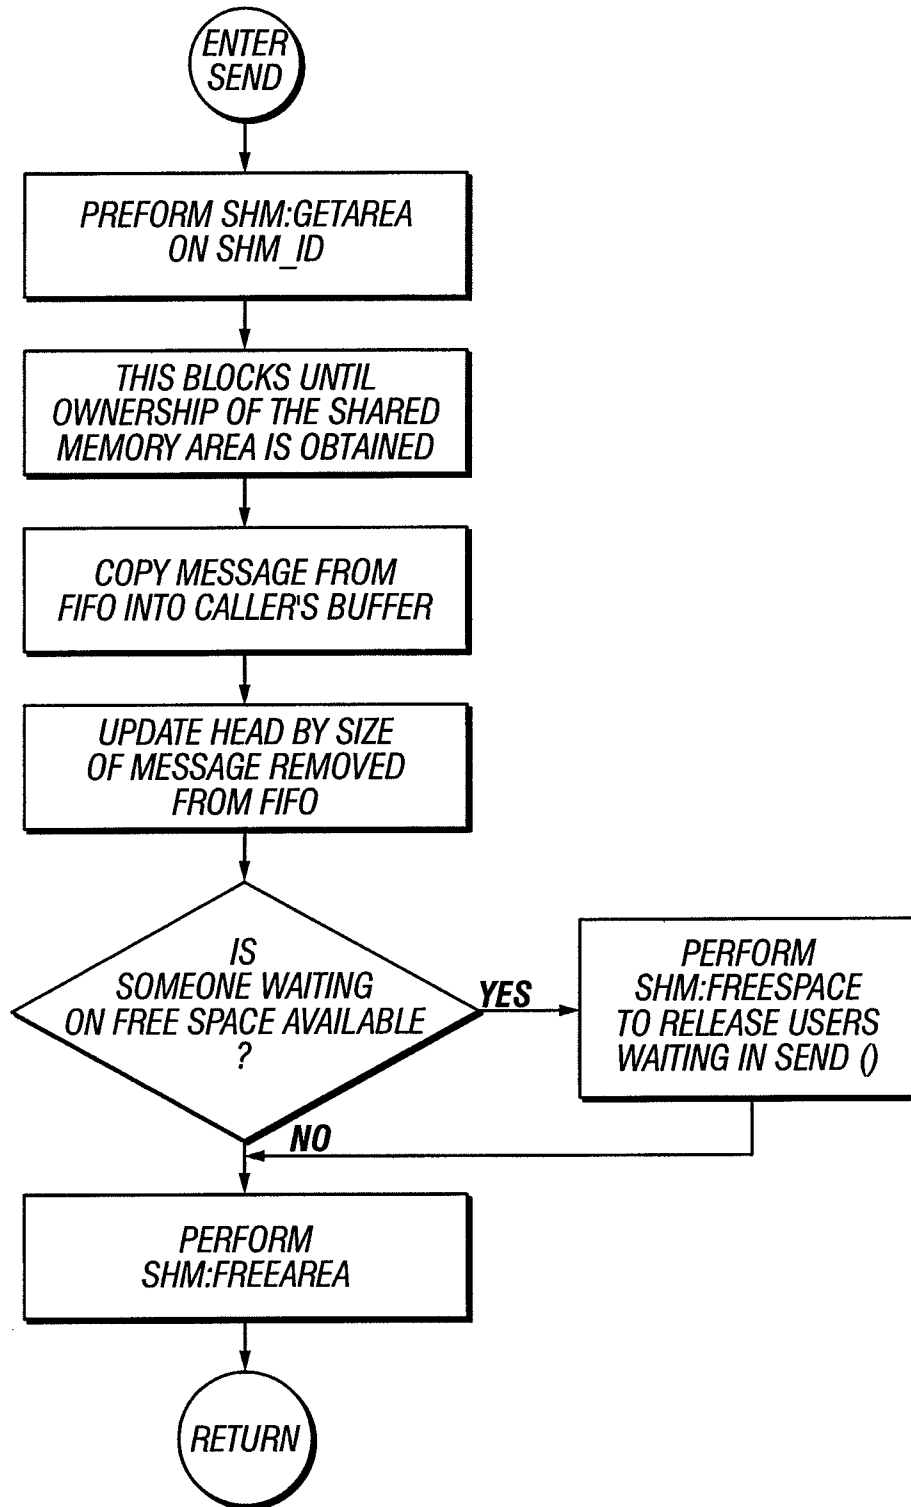 ENTER
SEND
PREFORM SHM:GETAREA
ON SHM_ID
THIS BLOCKS UNTIL
OWNERSHIP OF THE SHARED
MEMORY AREA IS OBTAINED
COPY MESSAGE FROM
FIFO INTO CALLER'S BUFFER
UPDATE HEAD BY SIZE
OF MESSAGE REMOVED
FROM FIFO
IS
SOMEONE WAITING
ON FREE SPACE AVAILABLE
?
YES
PERFORM
SHM:FREESPACE
TO RELEASE USERS
WAITING IN SEND ()
NO
PERFORM
SHM:FREEAREA
RETURN